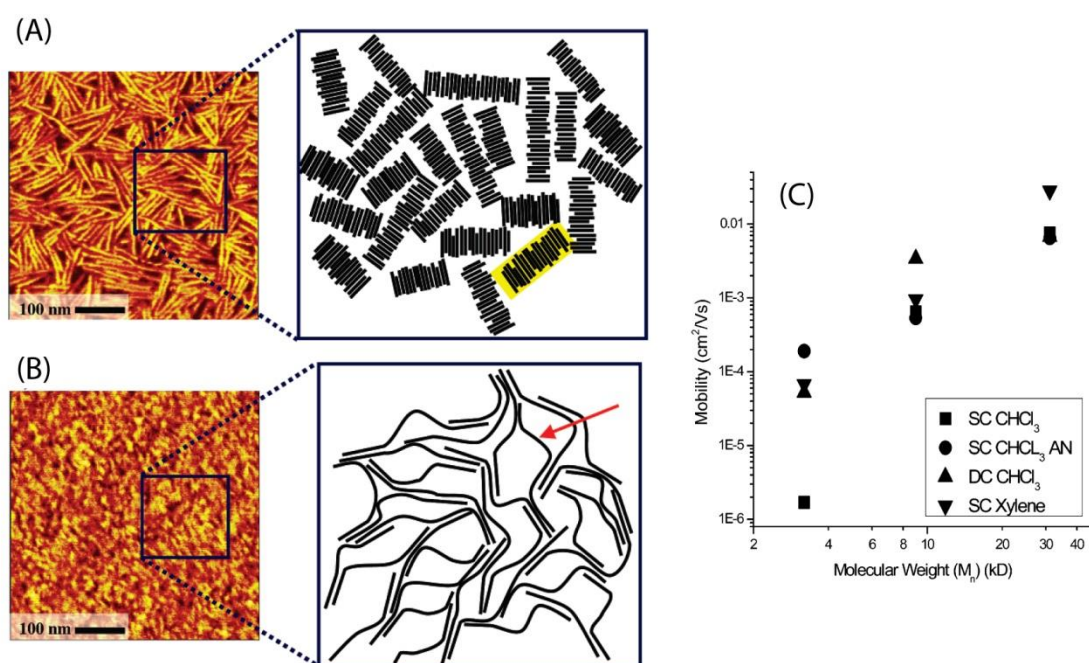 (A)
100 nm
(B)
100 nm
(C)
Mobility (cm²/Vs)
0.01
1E-3
1E-4
1E-5
1E-6
SC CHCl₃
SC CHCL₃ AN
DC CHCl₃
SC Xylene
2 4 6 8 10 20 30 40
Molecular Weight (Mₙ) (kD)